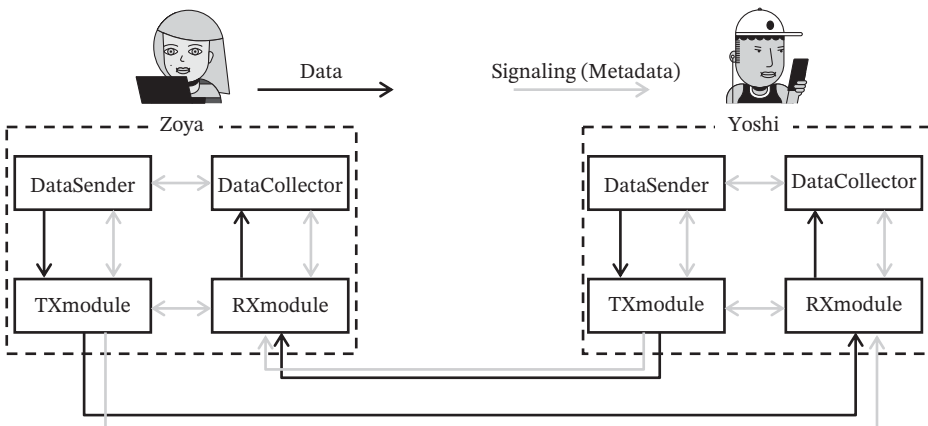 Data
Signaling (Metadata)
Zoya
Yoshi
DataSender
DataCollector
TXmodule
RXmodule
DataSender
DataCollector
TXmodule
RXmodule